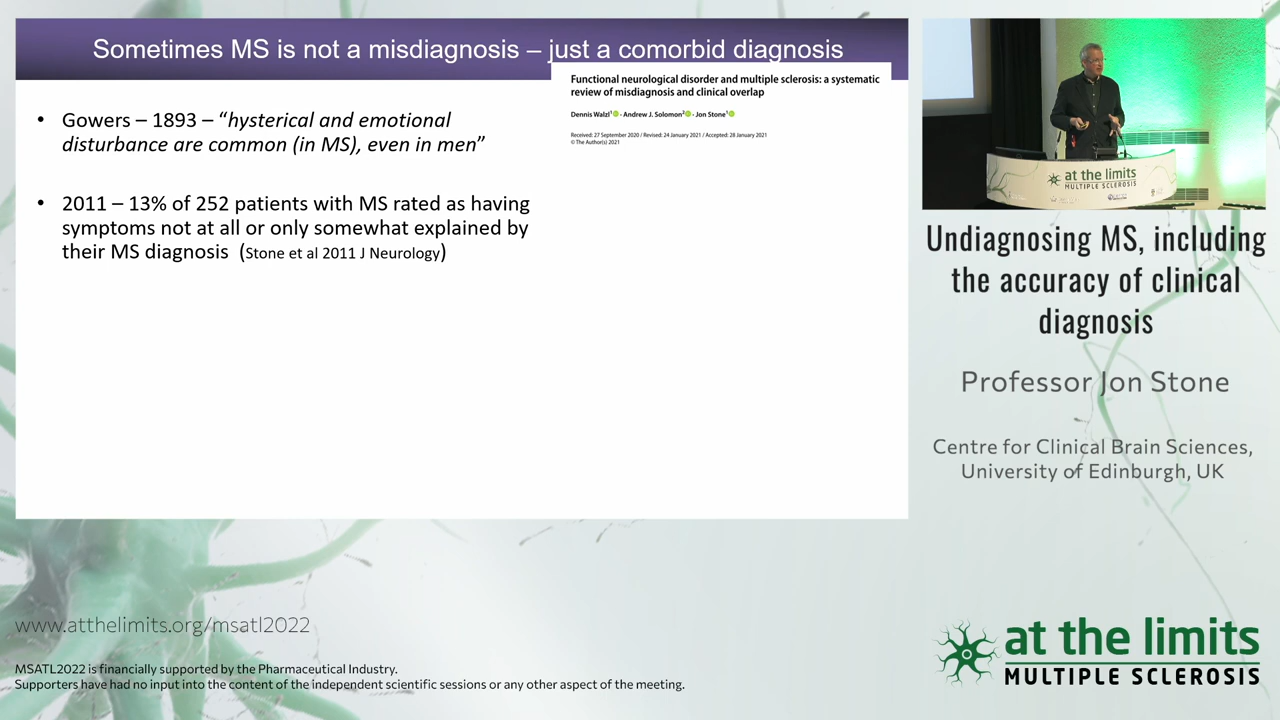 Sometimes MS is not a misdiagnosis – just a comorbid diagnosis
Functional neurological disorder and multiple sclerosis: a systematic
review of misdiagnosis and clinical overlap
Dennis Walzl¹ · Andrew J. Solomon² · Jon Stone¹
Received: 27 September 2020 / Revised: 24 January 2021 / Accepted: 28 January 2021
© The Author(s) 2021
• Gowers – 1893 – “hysterical and emotional
disturbance are common (in MS), even in men”
• 2011 – 13% of 252 patients with MS rated as having
symptoms not at all or only somewhat explained by
their MS diagnosis (Stone et al 2011 J Neurology)
at the limits
MULTIPLE SCLEROSIS
Undiagnosing MS, including
the accuracy of clinical
diagnosis
Professor Jon Stone
Centre for Clinical Brain Sciences,
University of Edinburgh, UK
www.atthelimits.org/msatl2022
MSATL2022 is financially supported by the Pharmaceutical Industry.
Supporters have had no input into the content of the independent scientific sessions or any other aspect of the meeting.
at the limits
MULTIPLE SCLEROSIS